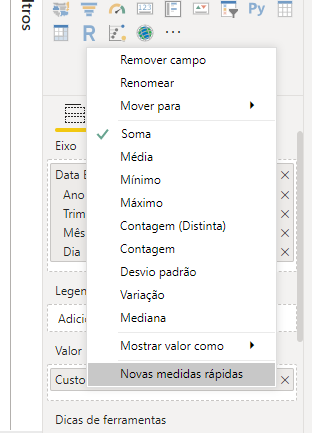 ltros
Py
R
...
Remover campo
Renomear
Mover para
Eixo
Soma
Média
Data E
Mínimo
Ano
Máximo
Trim
Contagem (Distinta)
Mês
Contagem
Dia
Desvio padrão
Variação
Legen
Mediana
Adicio
Valor
Mostrar valor como
Custo
Novas medidas rápidas
Dicas de ferramentas